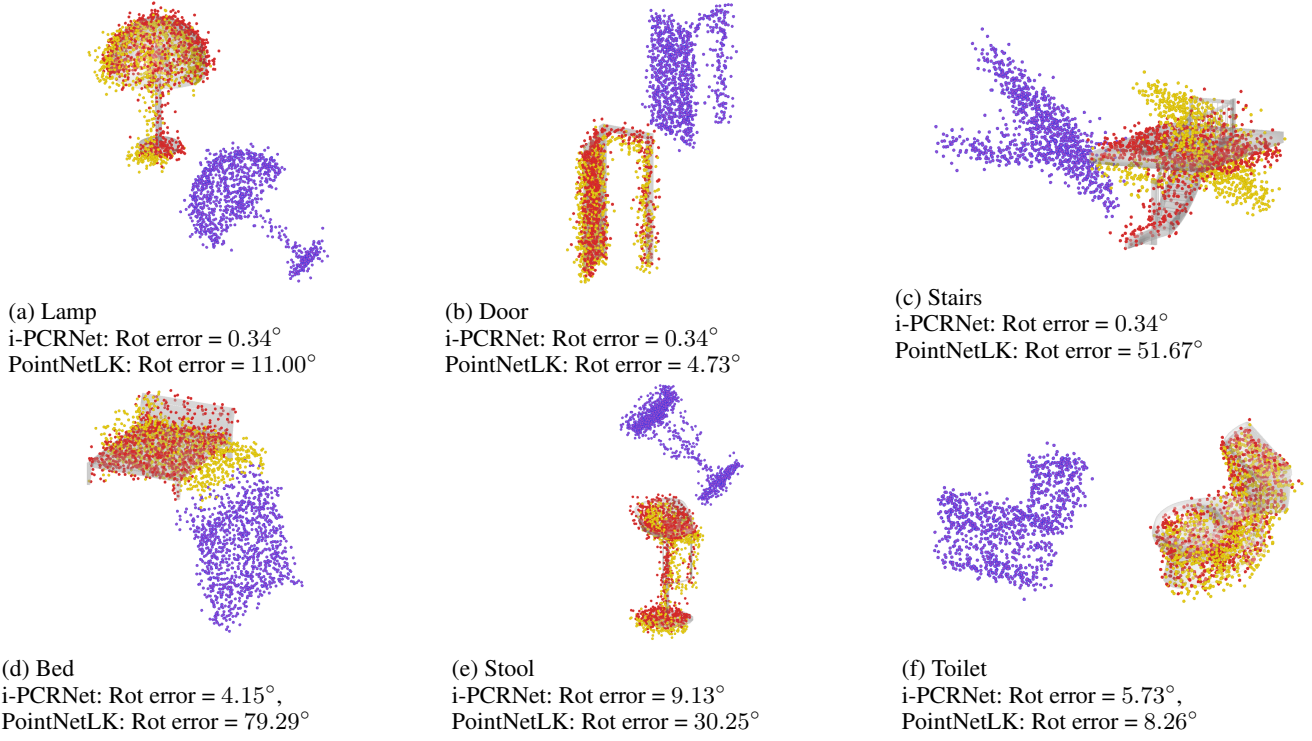 (a) Lamp
i-PCRNet: Rot error = 0.34°
PointNetLK: Rot error = 11.00°
(b) Door
i-PCRNet: Rot error = 0.34°
PointNetLK: Rot error = 4.73°
(c) Stairs
i-PCRNet: Rot error = 0.34°
PointNetLK: Rot error = 51.67°
(d) Bed
i-PCRNet: Rot error = 4.15°,
PointNetLK: Rot error = 79.29°
(e) Stool
i-PCRNet: Rot error = 9.13°
PointNetLK: Rot error = 30.25°
(f) Toilet
i-PCRNet: Rot error = 5.73°,
PointNetLK: Rot error = 8.26°